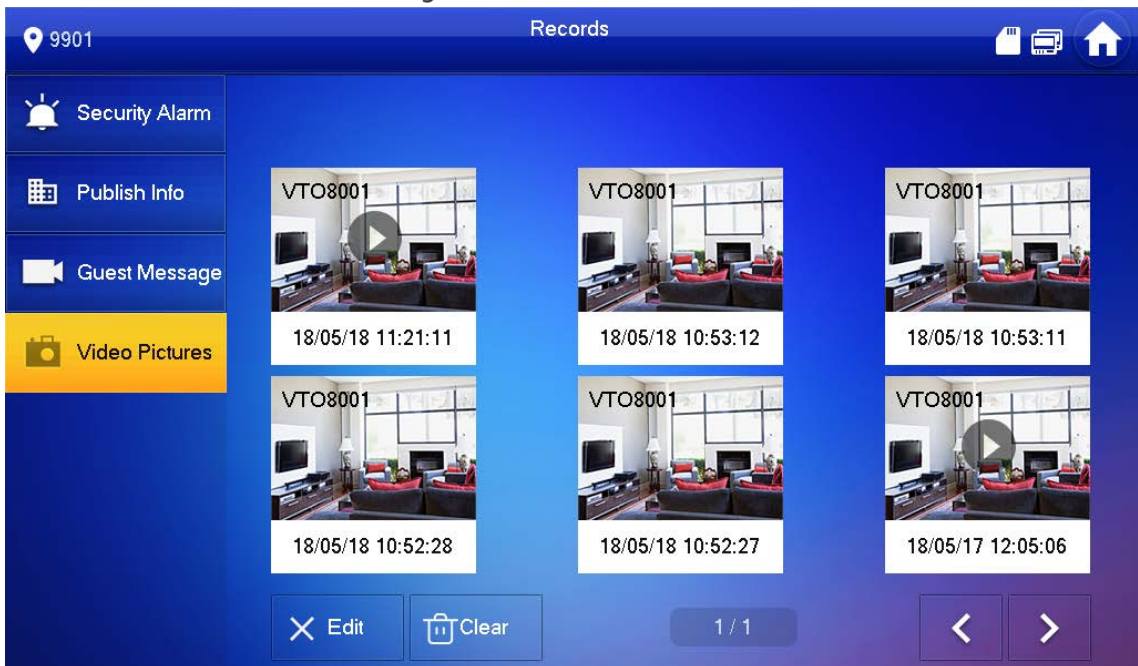 9901
Records
Security Alarm
Publish Info
Guest Message
Video Pictures
VTO8001
VTO8001
VTO8001
18/05/18 11:21:11
18/05/18 10:53:12
18/05/18 10:53:11
VTO8001
VTO8001
VTO8001
18/05/18 10:52:28
18/05/18 10:52:27
18/05/17 12:05:06
Edit
Clear
1 / 1